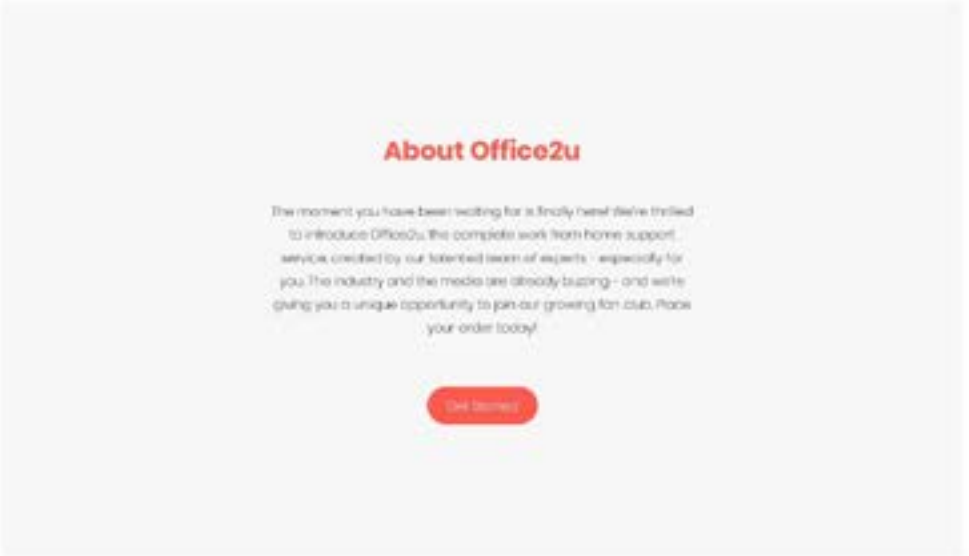 About Office2u
The moment you have been waiting for is finally here! We're thrilled
to introduce Office2u, the complete work from home support
service, created by our talented team of experts - especially for
you. The industry and the media are already buzzing - and we're
giving you a unique opportunity to join our growing fan club. Place
your order today!
Get Started